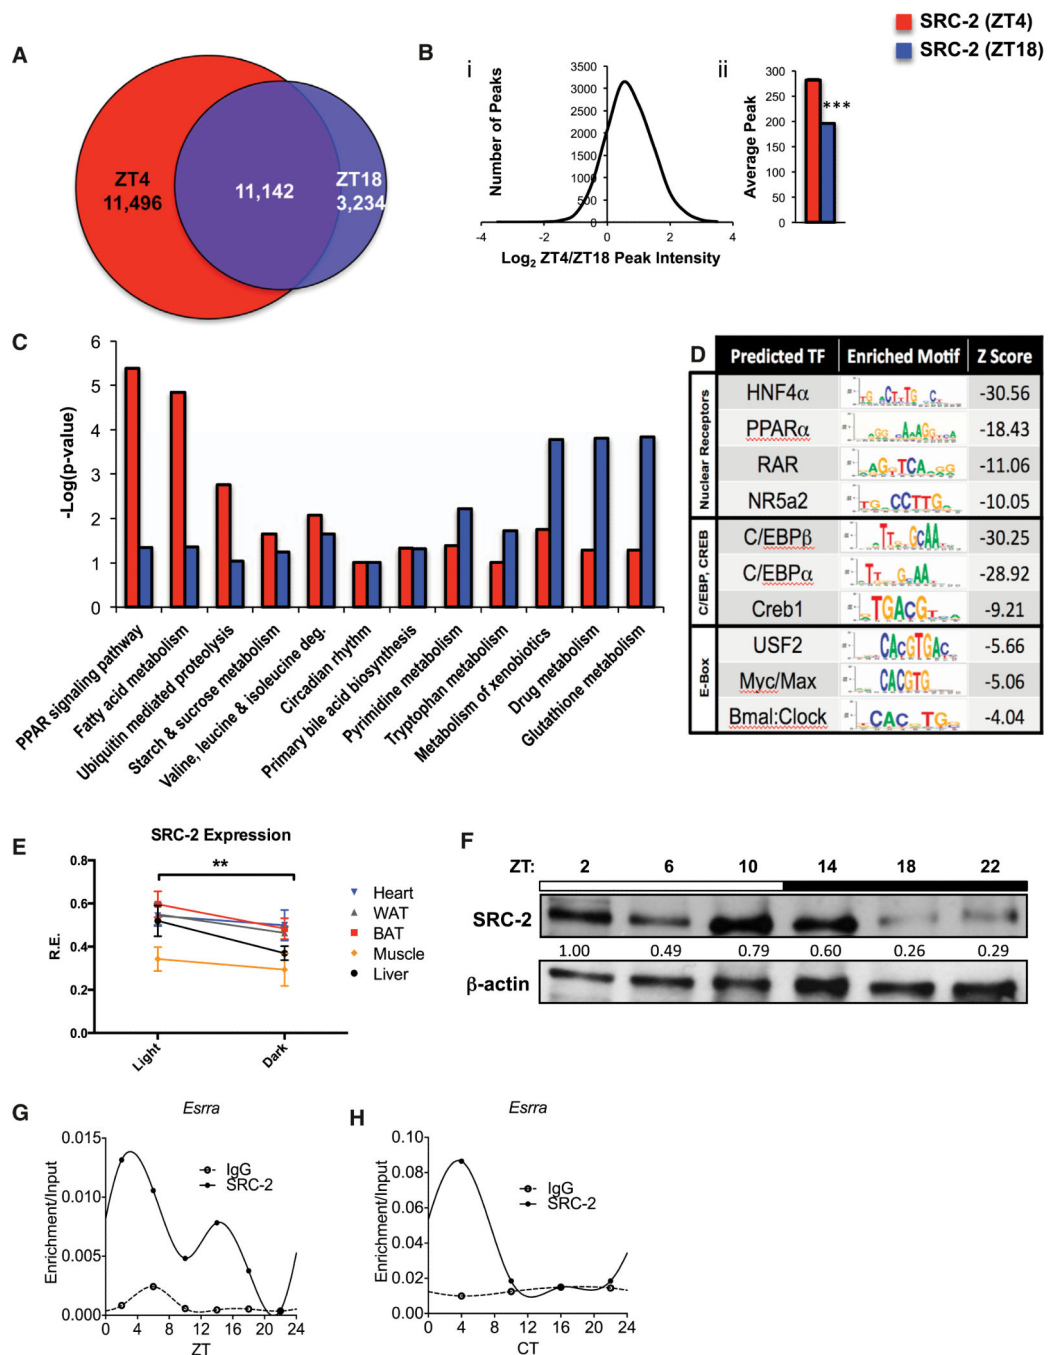 SRC-2 (ZT4)
SRC-2 (ZT18)
A
ZT4
11,496
11,142
ZT18
3,234
B
i
Number of Peaks
3500
3000
2500
2000
1500
1000
500
0
-4
-2
0
2
4
Log2 ZT4/ZT18 Peak Intensity
ii
Average Peak
300
250
200
150
100
50
0
***
C
-Log(p-value)
6
5
4
3
2
1
0
PPAR signaling pathway
Fatty acid metabolism
Ubiquitin mediated proteolysis
Starch & sucrose metabolism
Valine, leucine & isoleucine deg.
Circadian rhythm
Primary bile acid biosynthesis
Pyrimidine metabolism
Tryptophan metabolism
Metabolism of xenobiotics
Drug metabolism
Glutathione metabolism
D
Predicted TF Enriched Motif Z Score
Nuclear Receptors
HNF4α -30.56
PPARα -18.43
RAR -11.06
NR5a2 -10.05
C/EBP, CREB
C/EBPβ -30.25
C/EBPα -28.92
Creb1 TGACG -9.21
E-Box
USF2 CACGTGAC -5.66
Myc/Max CACGTG -5.06
Bmal:Clock CAC TG -4.04
E
SRC-2 Expression
**
R.E.
0.8
0.6
0.4
0.2
0.0
Light
Dark
Heart
WAT
BAT
Muscle
Liver
F
ZT: 2 6 10 14 18 22
SRC-2
1.00 0.49 0.79 0.60 0.26 0.29
β-actin
G
Esrra
Enrichment/Input
0.015
0.010
0.005
0.000
0 4 8 12 16 20 24
ZT
IgG
SRC-2
H
Esrra
Enrichment/Input
0.10
0.08
0.06
0.04
0.02
0.00
0 4 8 12 16 20 24
CT
IgG
SRC-2